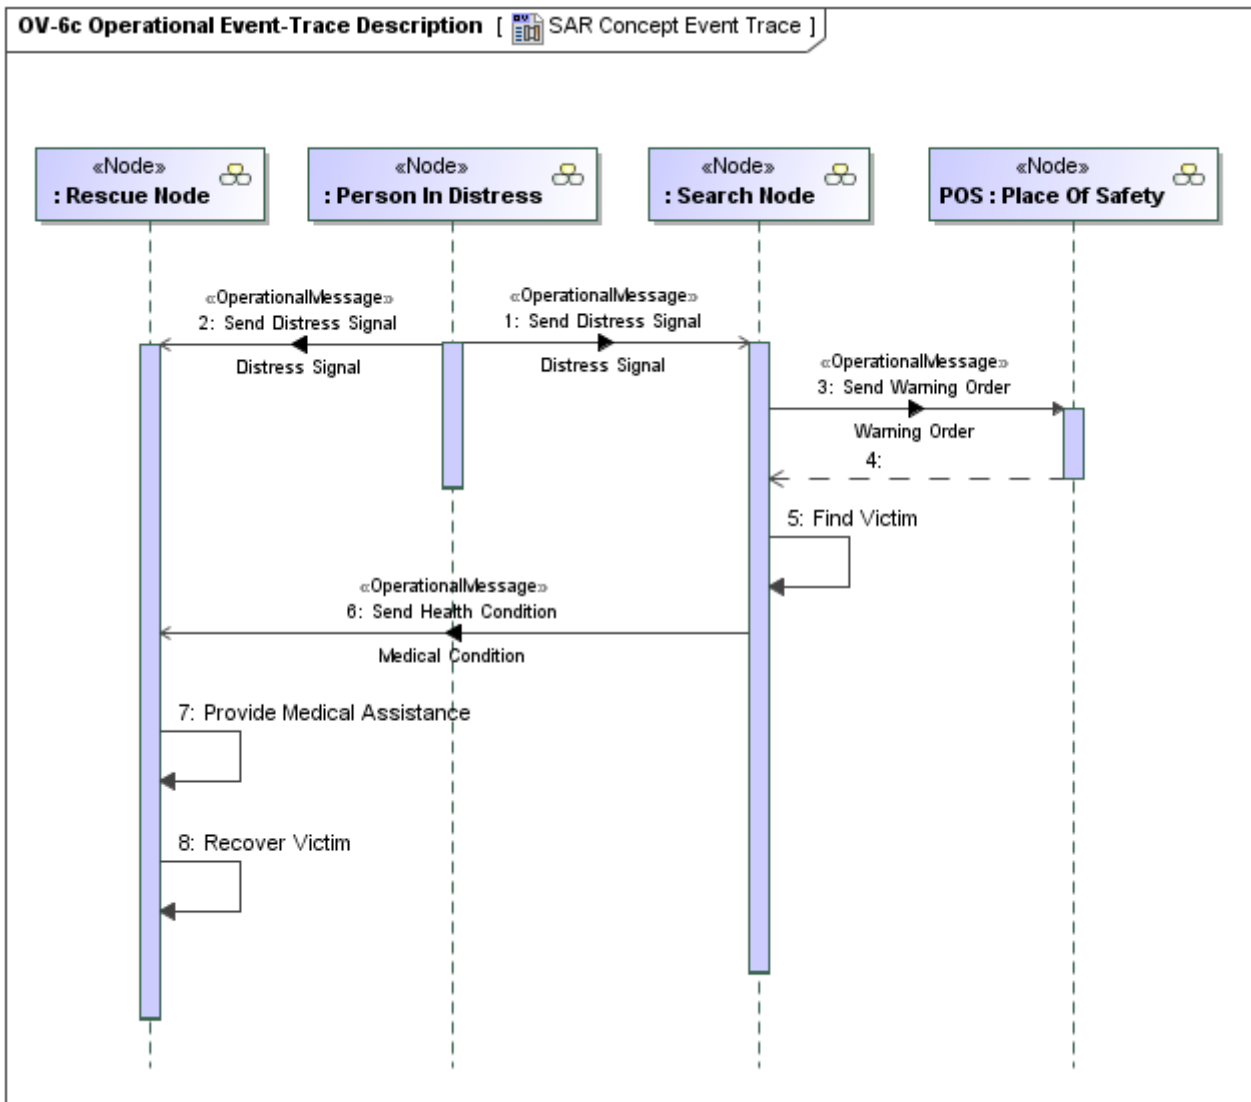 OV-6c Operational Event-Trace Description [ SAR Concept Event Trace ]
«Node»
: Rescue Node
«Node»
: Person In Distress
«Node»
: Search Node
«Node»
POS : Place Of Safety
«OperationalMessage»
2: Send Distress Signal
Distress Signal
«OperationalMessage»
1: Send Distress Signal
Distress Signal
«OperationalMessage»
3: Send Warning Order
Warning Order
4:
5: Find Victim
«OperationalMessage»
6: Send Health Condition
Medical Condition
7: Provide Medical Assistance
8: Recover Victim